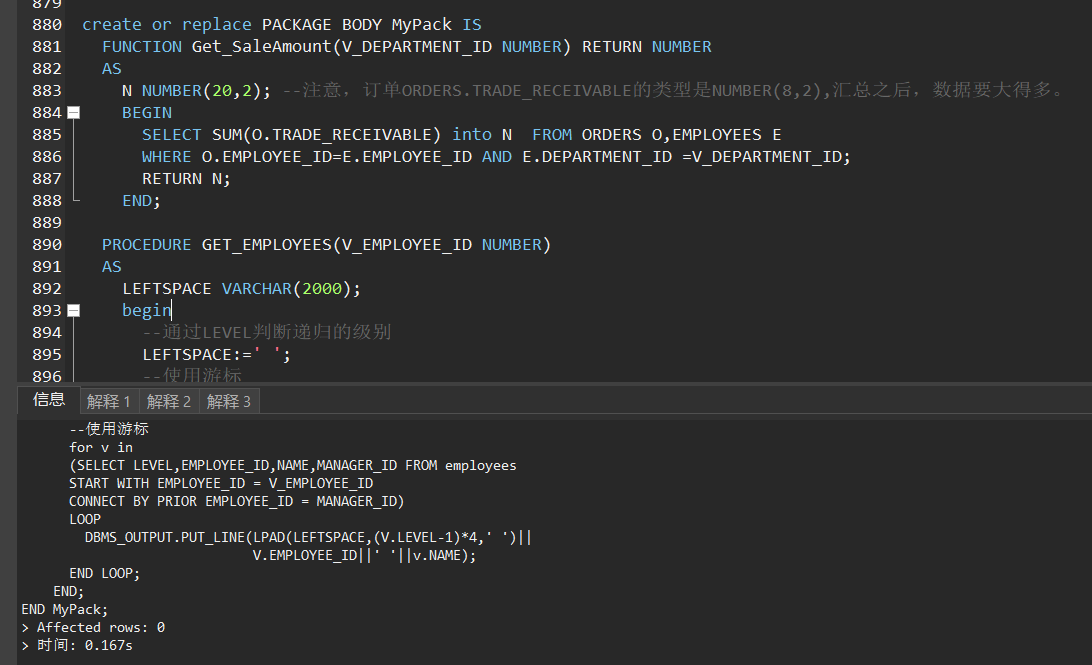 879
880 create or replace PACKAGE BODY MyPack IS
881 FUNCTION Get_SaleAmount(V_DEPARTMENT_ID NUMBER) RETURN NUMBER
882 AS
883 N NUMBER(20,2); --注意，订单ORDERS.TRADE_RECEIVABLE的类型是NUMBER(8,2),汇总之后，数据要大得多。
884 BEGIN
885 SELECT SUM(O.TRADE_RECEIVABLE) into N  FROM ORDERS O,EMPLOYEES E
886 WHERE O.EMPLOYEE_ID=E.EMPLOYEE_ID AND E.DEPARTMENT_ID =V_DEPARTMENT_ID;
887 RETURN N;
888 END;
889
890 PROCEDURE GET_EMPLOYEES(V_EMPLOYEE_ID NUMBER)
891 AS
892 LEFTSPACE VARCHAR(2000);
893 begin
894 --通过LEVEL判断递归的级别
895 LEFTSPACE:=' ';
896 --使用游标
信息 解释 1 解释 2 解释 3
--使用游标
for v in
(SELECT LEVEL,EMPLOYEE_ID,NAME,MANAGER_ID FROM employees
START WITH EMPLOYEE_ID = V_EMPLOYEE_ID
CONNECT BY PRIOR EMPLOYEE_ID = MANAGER_ID)
LOOP
DBMS_OUTPUT.PUT_LINE(LPAD(LEFTSPACE,(V.LEVEL-1)*4,' ')||
V.EMPLOYEE_ID||' '||v.NAME);
END LOOP;
END;
END MyPack;
> Affected rows: 0
> 时间: 0.167s